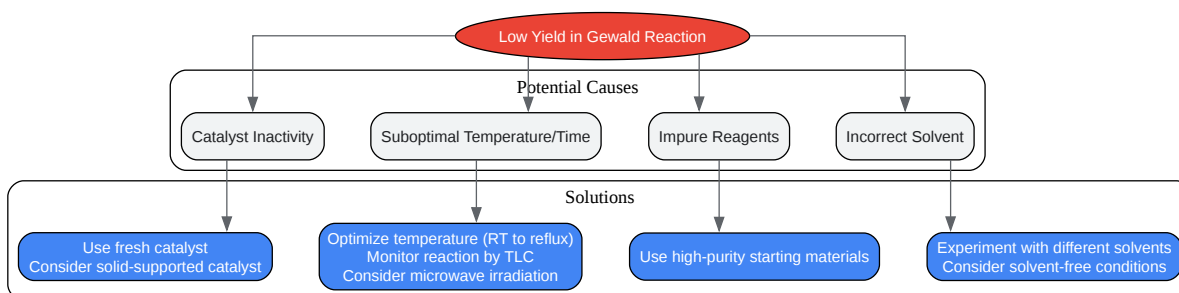 Low Yield in Gewald Reaction
Potential Causes
Catalyst Inactivity
Suboptimal Temperature/Time
Impure Reagents
Incorrect Solvent
Solutions
Use fresh catalyst
Consider solid-supported catalyst
Optimize temperature (RT to reflux)
Monitor reaction by TLC
Consider microwave irradiation
Use high-purity starting materials
Experiment with different solvents
Consider solvent-free conditions